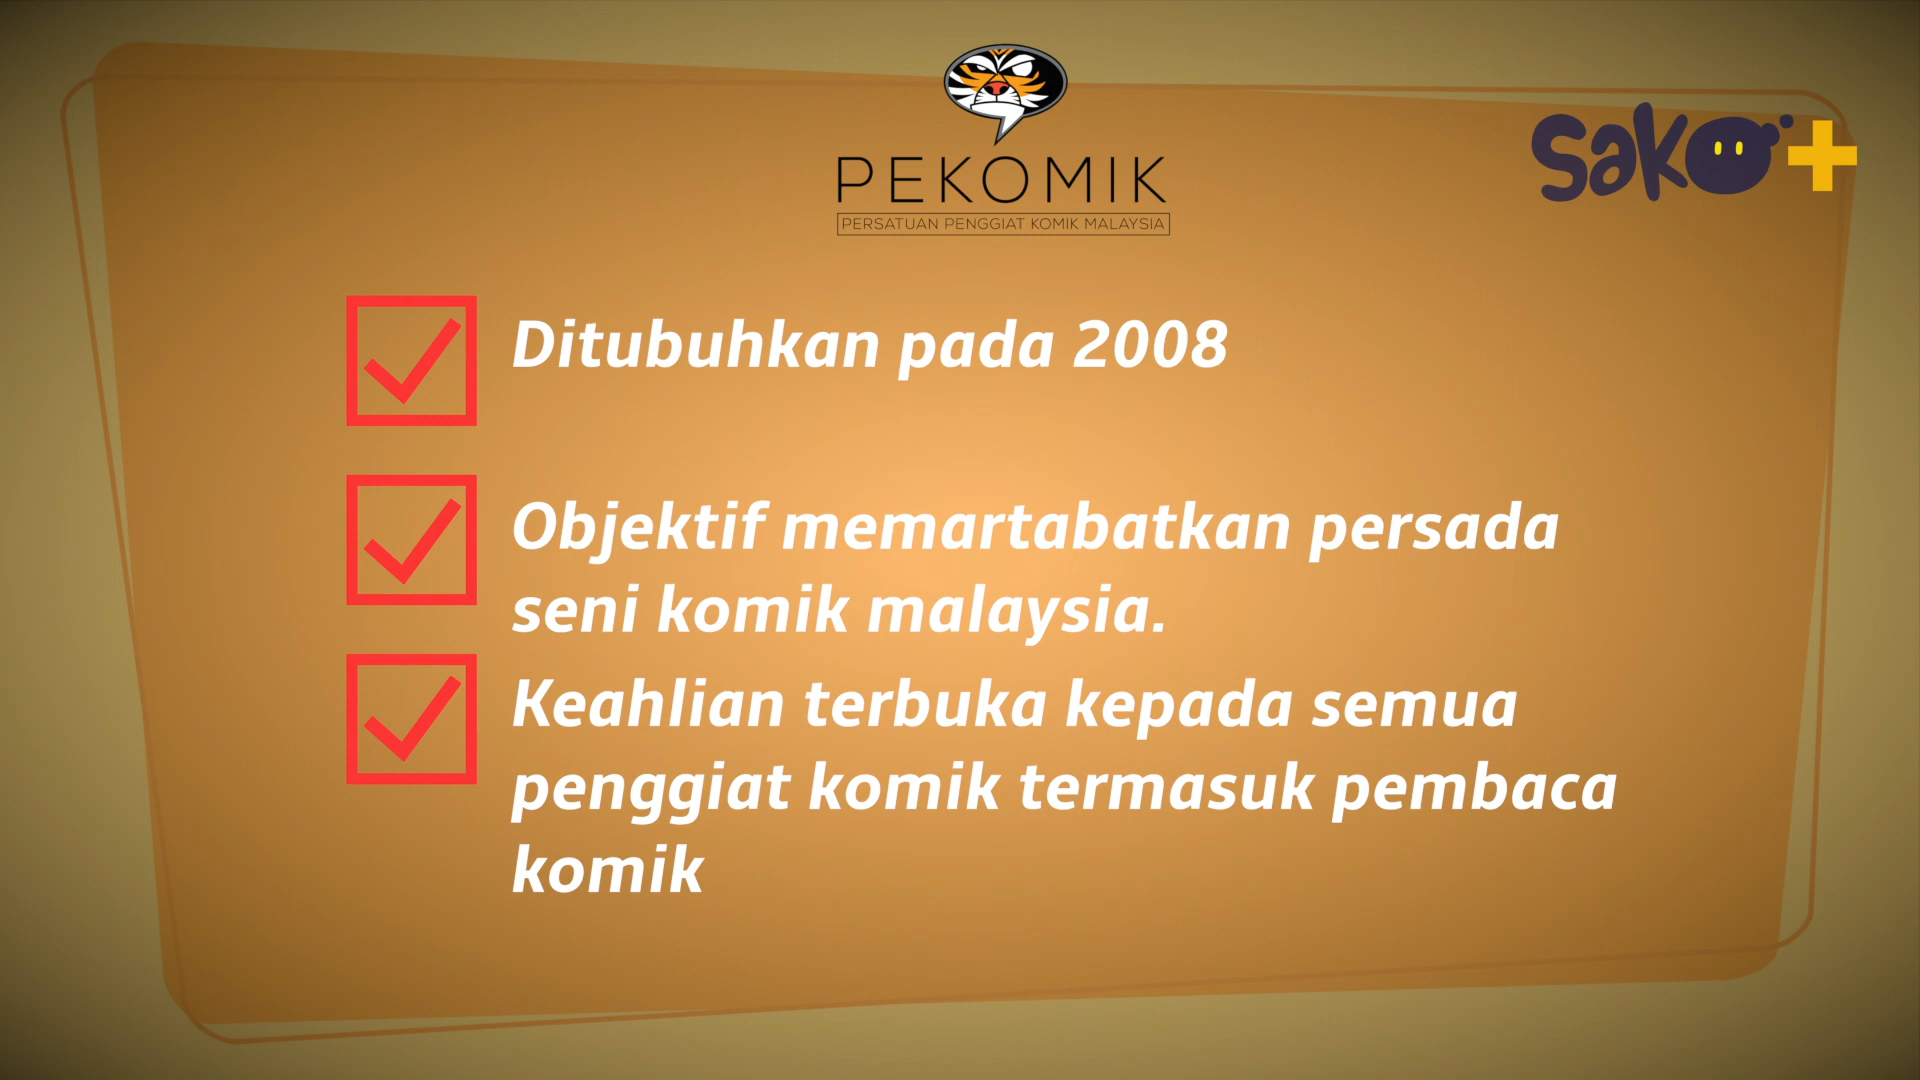 PEKOMIK
PERSATUAN PENGGIAT KOMIK MALAYSIA
sako+
Ditubuhkan pada 2008
Objektif memartabatkan persada
seni komik malaysia.
Keahlian terbuka kepada semua
penggiat komik termasuk pembaca
komik